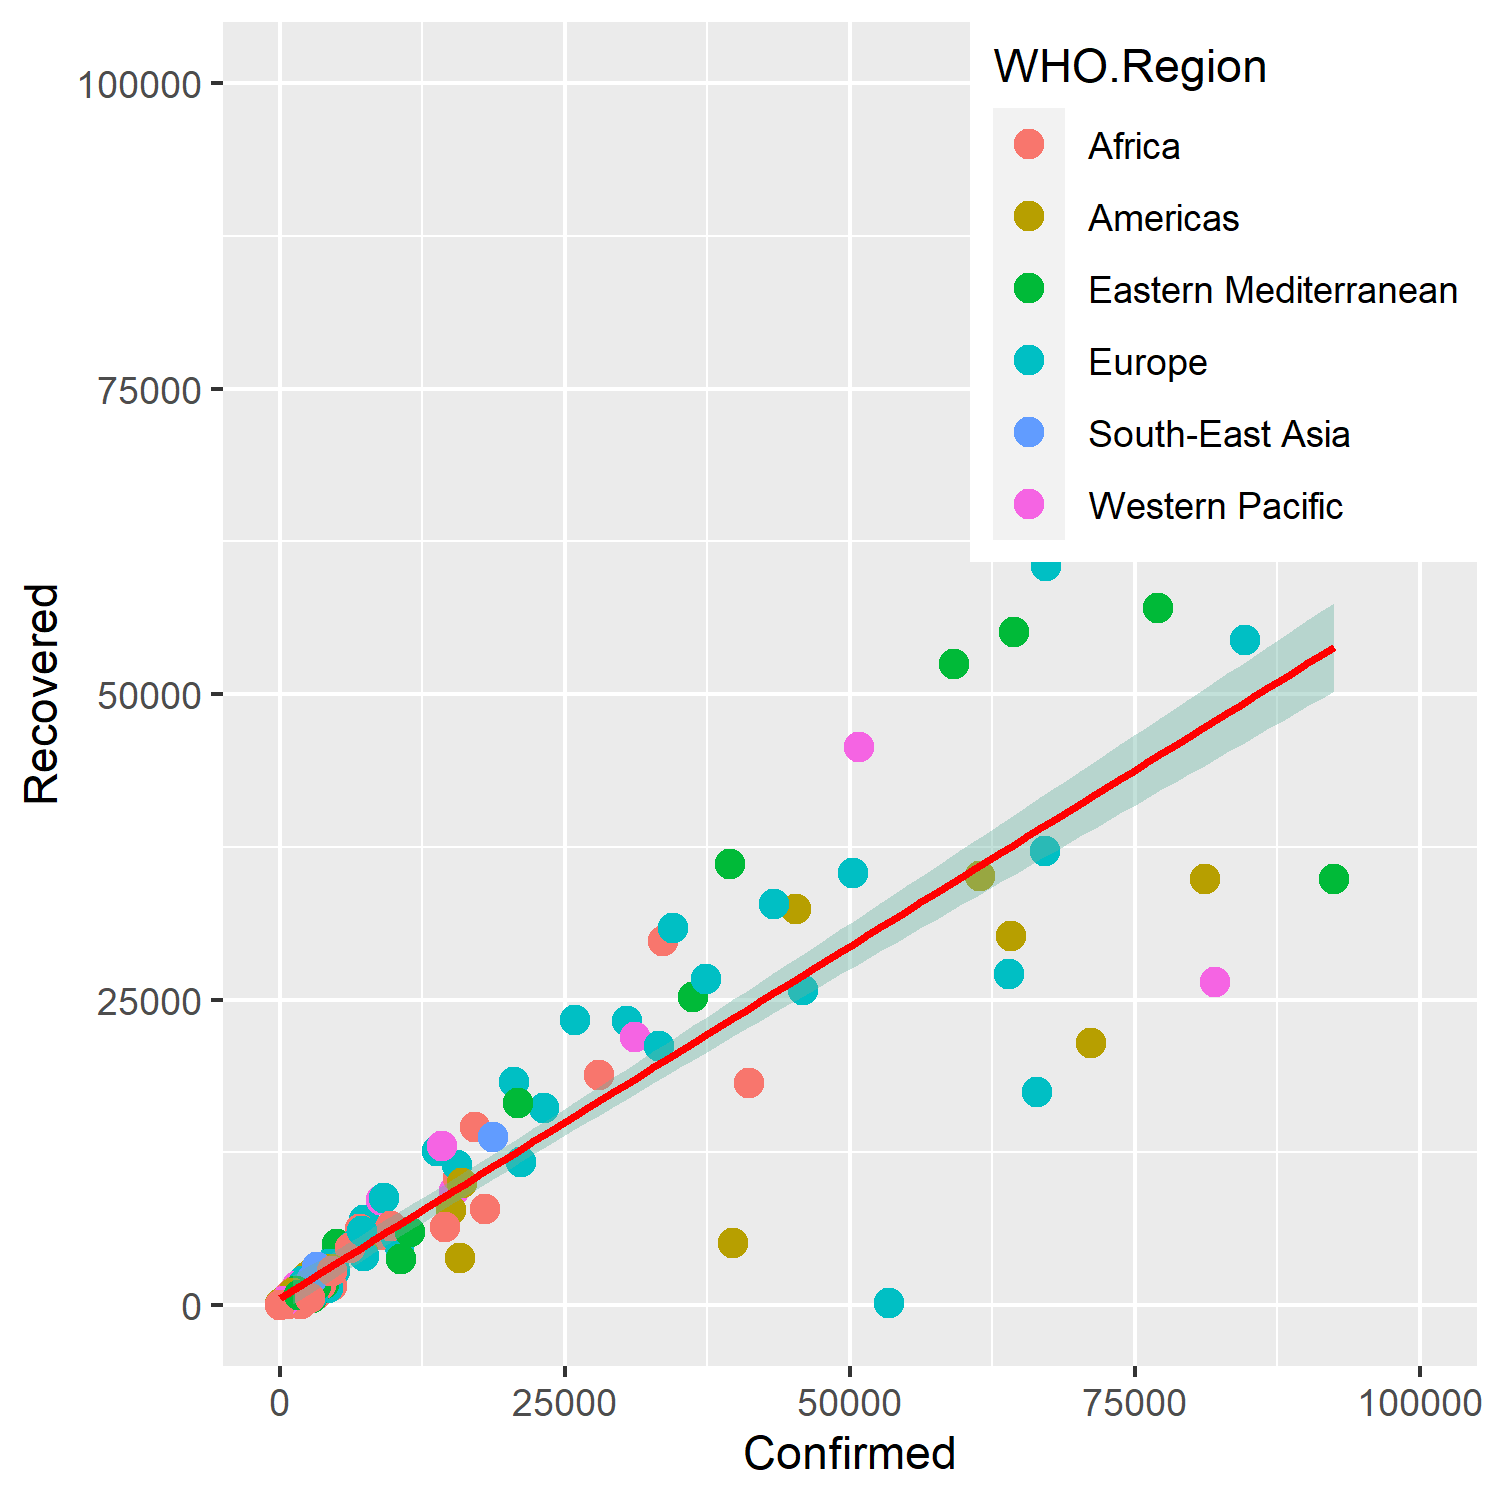 WHO.Region
Africa
Americas
Eastern Mediterranean
Europe
South-East Asia
Western Pacific
100000
75000
50000
25000
0
Recovered
0 25000 50000 75000 100000
Confirmed